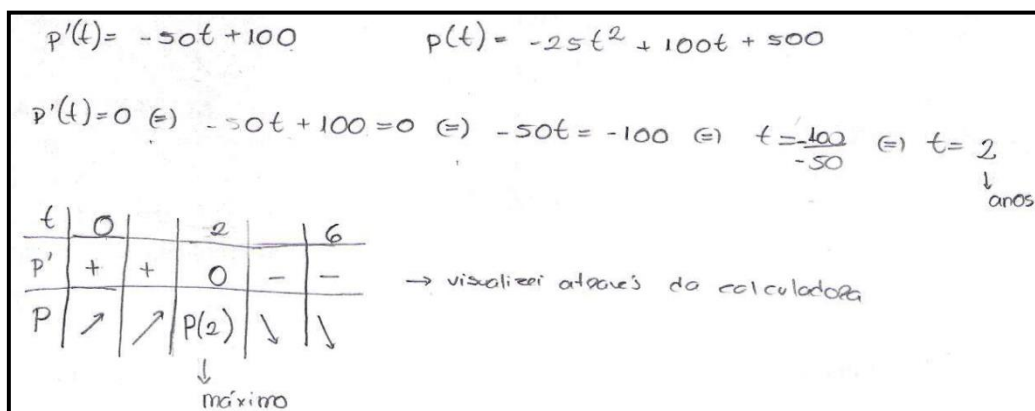 p'(t) = -50t + 100 p(t) = -25t² + 100t + 500
p'(t)=0 (=) -50t + 100 = 0 (=) -50t = -100 (=) t = -100/-50 (=) t = 2
↓
anos
t | 0 | | 2 | | 6
p' | + | + | 0 | - | - → visualizei através da calculadora
P | ↗ | ↗ | P(2) | ↘ | ↘
↓
máximo